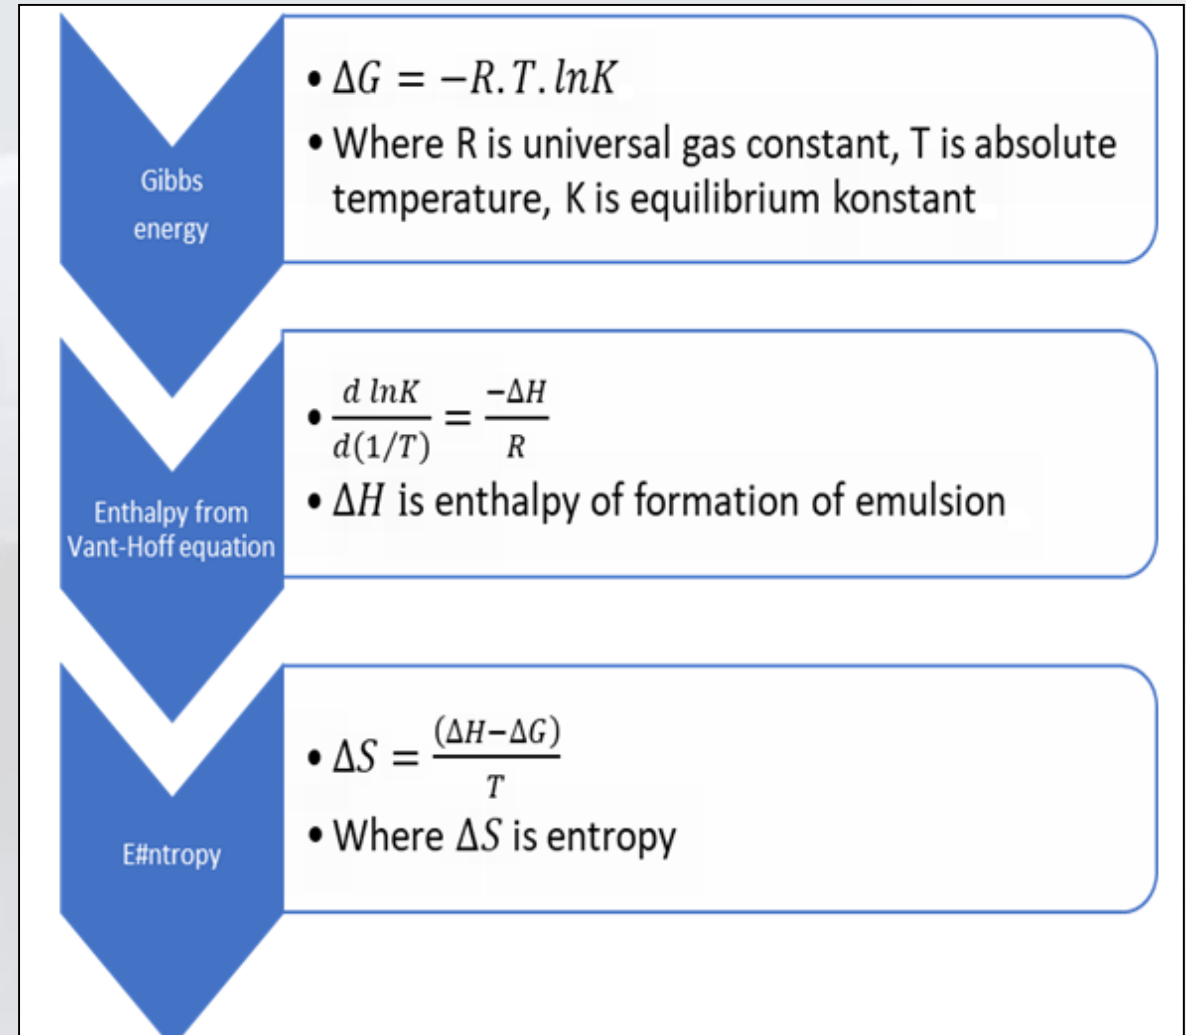 Gibbs
energy
• ΔG = −R.T.lnK
• Where R is universal gas constant, T is absolute
temperature, K is equilibrium konstant
Enthalpy from
Vant-Hoff equation
• d lnK / d(1/T) = −ΔH / R
• ΔH is enthalpy of formation of emulsion
E#ntropy
• ΔS = (ΔH−ΔG) / T
• Where ΔS is entropy